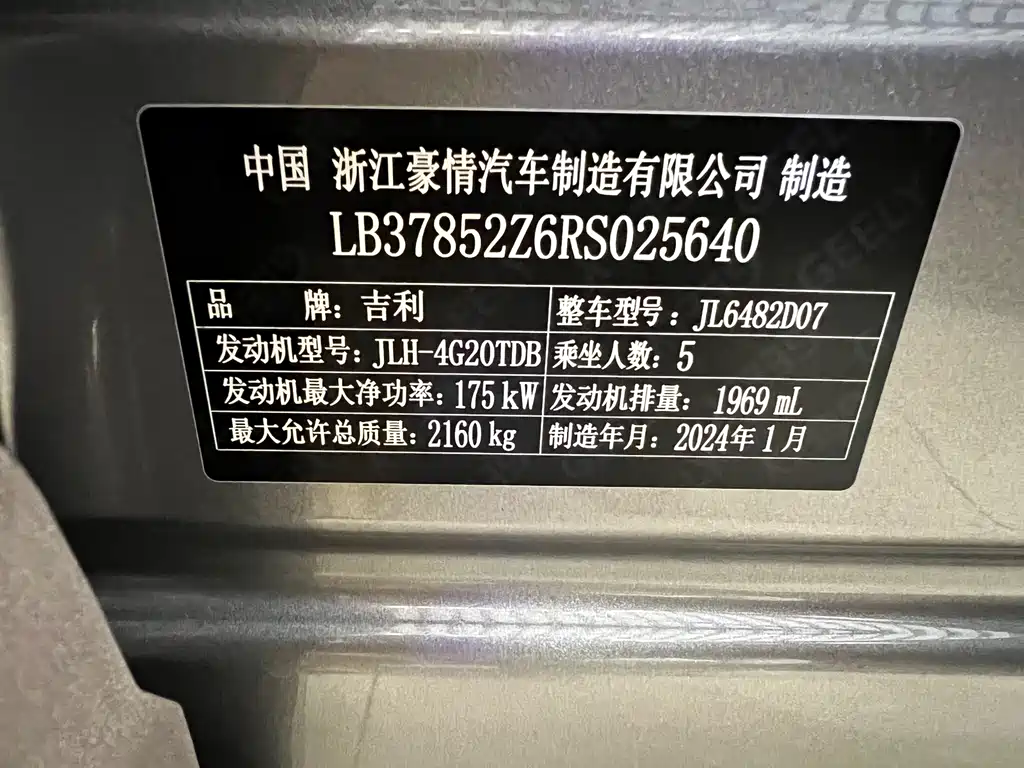 中国 浙江豪情汽车制造有限公司 制造
LB37852Z6RS025640
品 牌：吉利 整车型号：JL6482D07
发动机型号：JLH-4G20TDB 乘坐人数：5
发动机最大净功率：175 kW 发动机排量：1969 mL
最大允许总质量：2160 kg 制造年月：2024年1月
GEELY